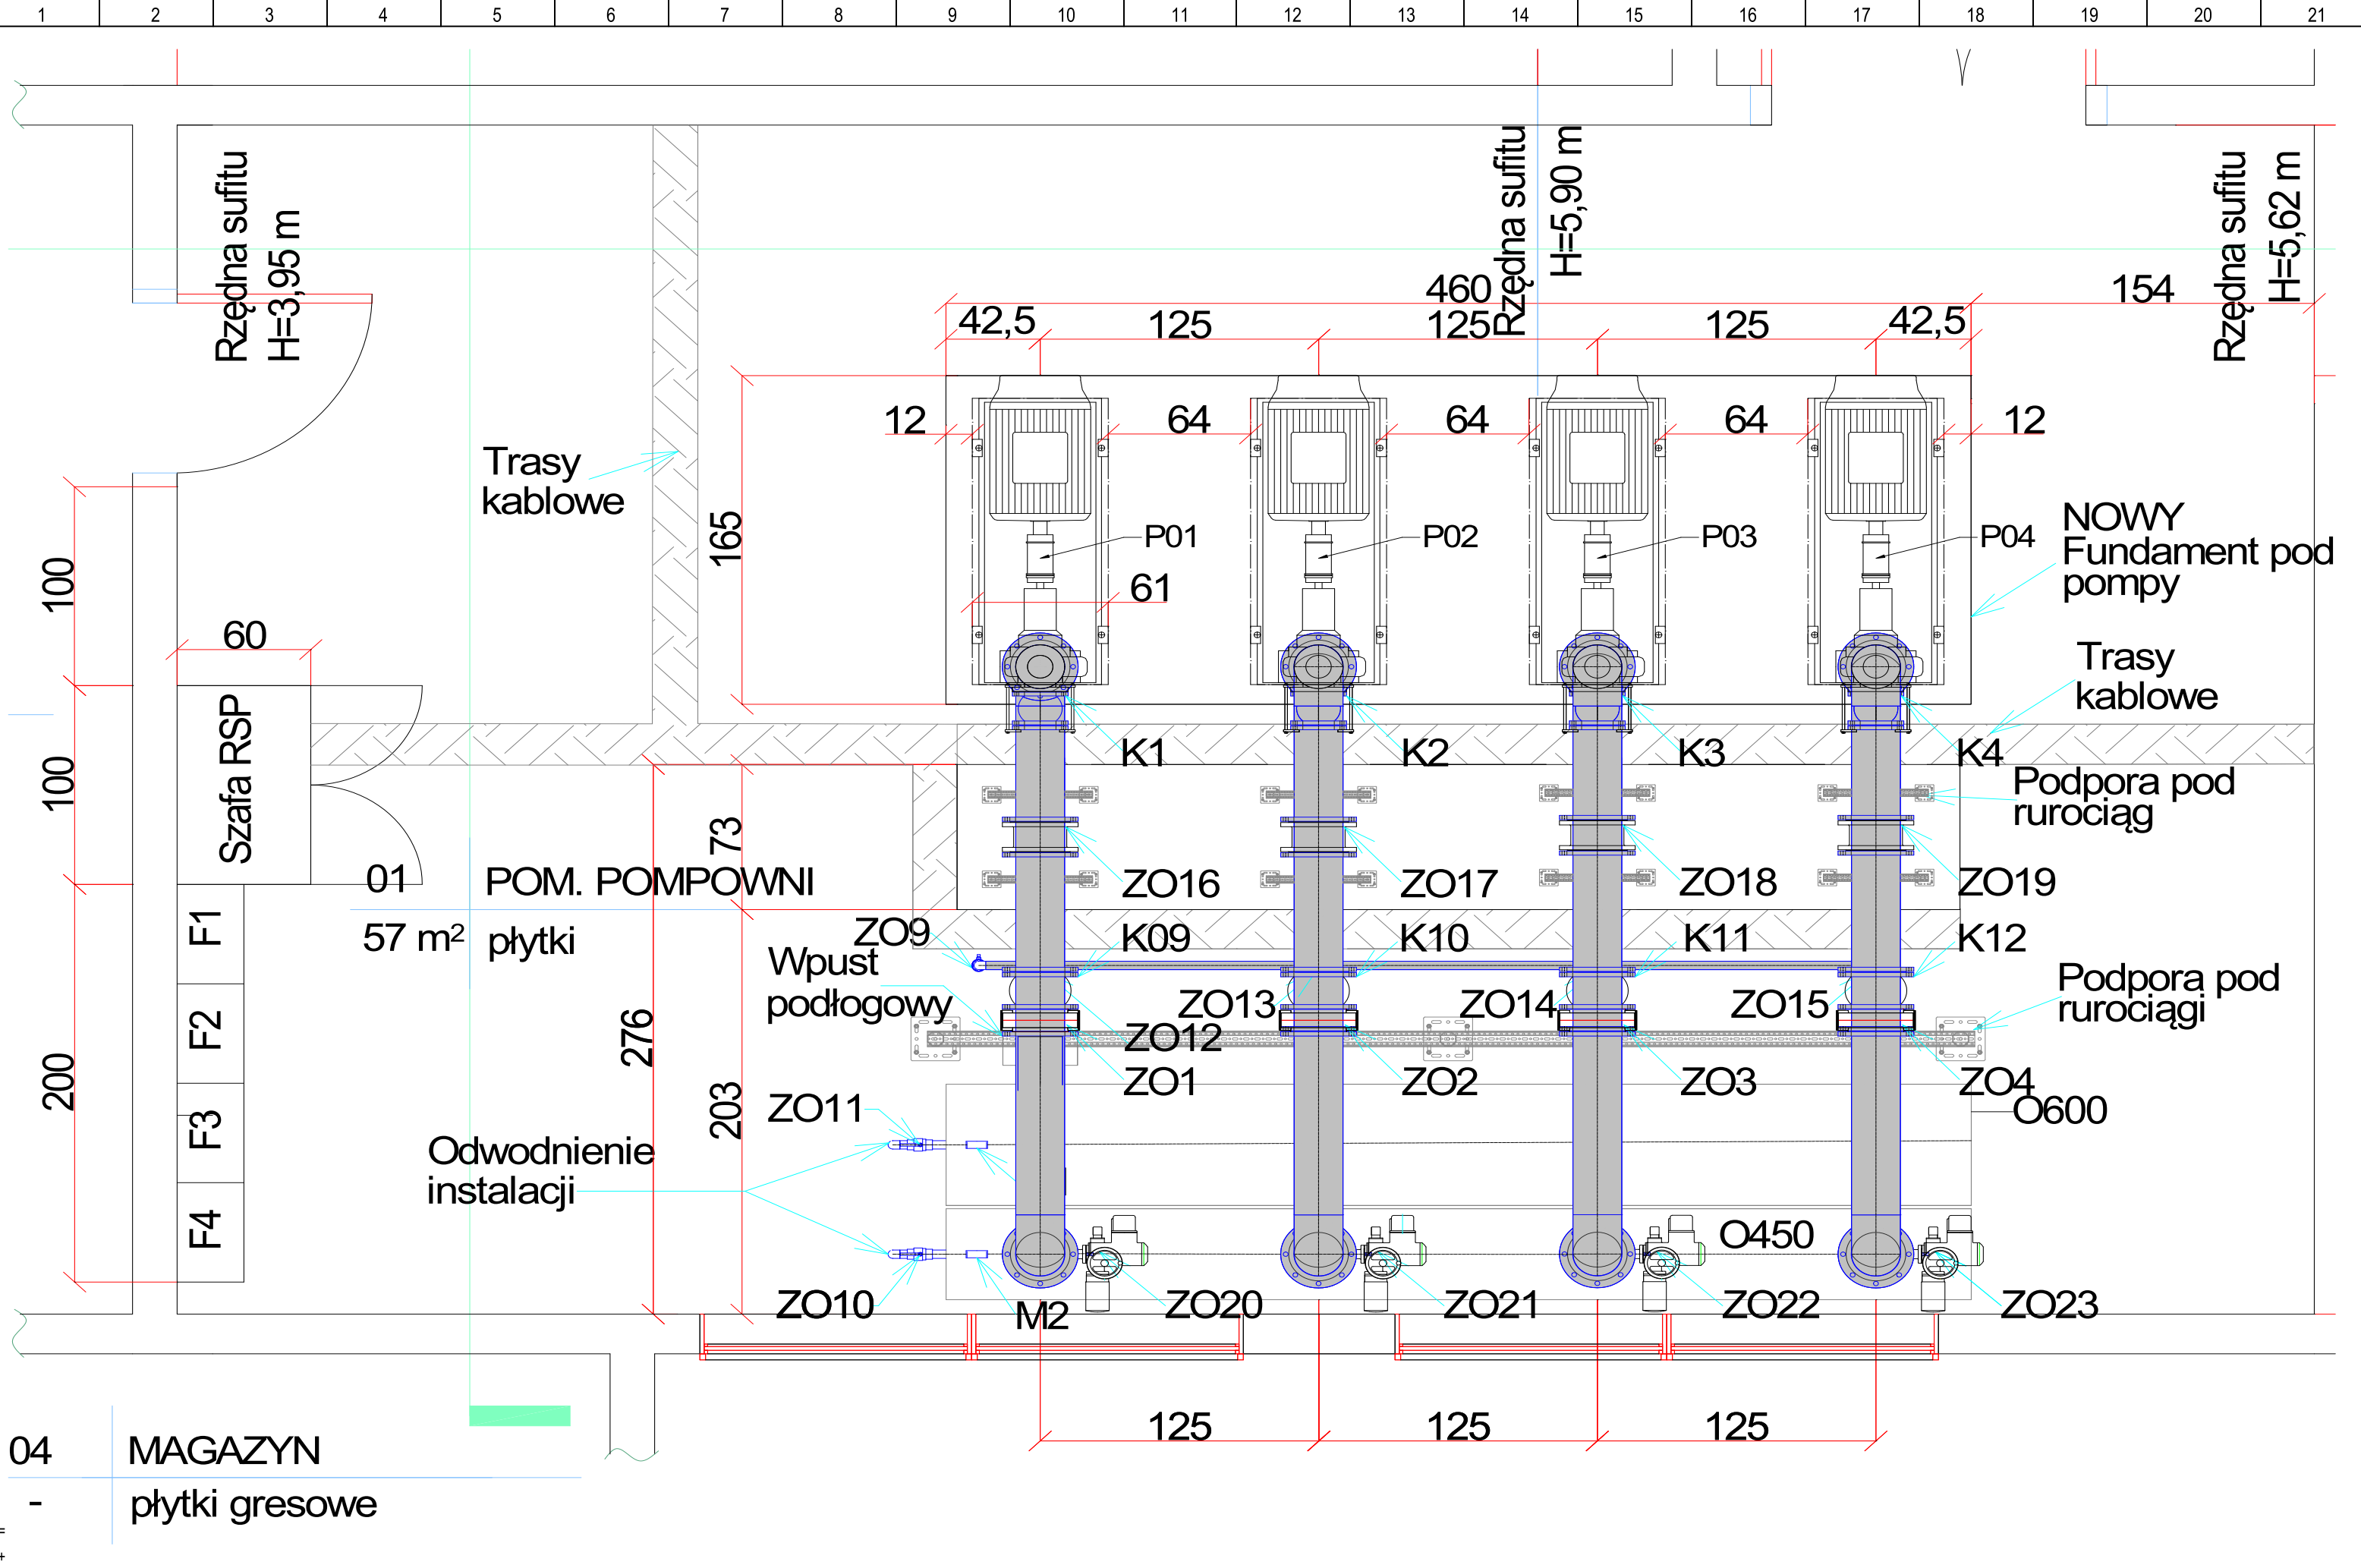 1 2 3 4 5 6 7 8 9 10 11 12 13 14 15 16 17 18 19 20 21
Rzędna sufitu
H=3,95 m
Rzędna sufitu
H=5,90 m
Rzędna sufitu
H=5,62 m
460
154
42,5
125
125
125
42,5
12
64
64
64
12
Trasy
kablowe
165
P01
P02
P03
P04
NOWY
Fundament pod
pompy
61
100
60
Trasy
kablowe
Szafa RSP
100
K1
K2
K3
K4
Podpora pod
rurociąg
73
01
POM. POMPOWNI
57 m²
płytki
ZO16
ZO17
ZO18
ZO19
F1
F2
F3
F4
200
ZO9
K09
K10
K11
K12
Wpust
podłogowy
ZO13
ZO14
ZO15
Podpora pod
rurociągi
276
ZO12
ZO1
ZO2
ZO3
ZO4
203
ZO11
O600
Odwodnienie
instalacji
O450
ZO10
M2
ZO20
ZO21
ZO22
ZO23
125
125
125
04
MAGAZYN
-
płytki gresowe
=
+